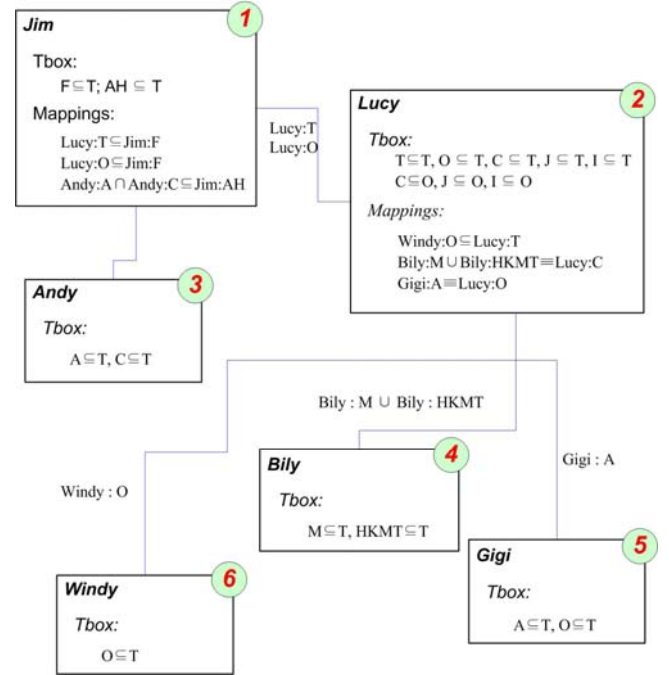 Jim
1
Tbox:
F⊆T; AH ⊆ T
Mappings:
Lucy:T⊆Jim:F
Lucy:O⊆Jim:F
Andy:A∩Andy:C⊆Jim:AH
Lucy:T
Lucy:O
Lucy
2
Tbox:
T⊆T, O ⊆ T, C ⊆ T, J ⊆ T, I ⊆ T
C⊆O, J ⊆ O, I ⊆ O
Mappings:
Windy:O⊆Lucy:T
Bily:M∪Bily:HKMT≡Lucy:C
Gigi:A≡Lucy:O
Andy
3
Tbox:
A⊆T, C⊆T
Bily : M ∪ Bily : HKMT
Bily
4
Tbox:
M⊆T, HKMT⊆T
Gigi : A
Windy : O
Gigi
5
Tbox:
A⊆T, O⊆T
Windy
6
Tbox:
O⊆T